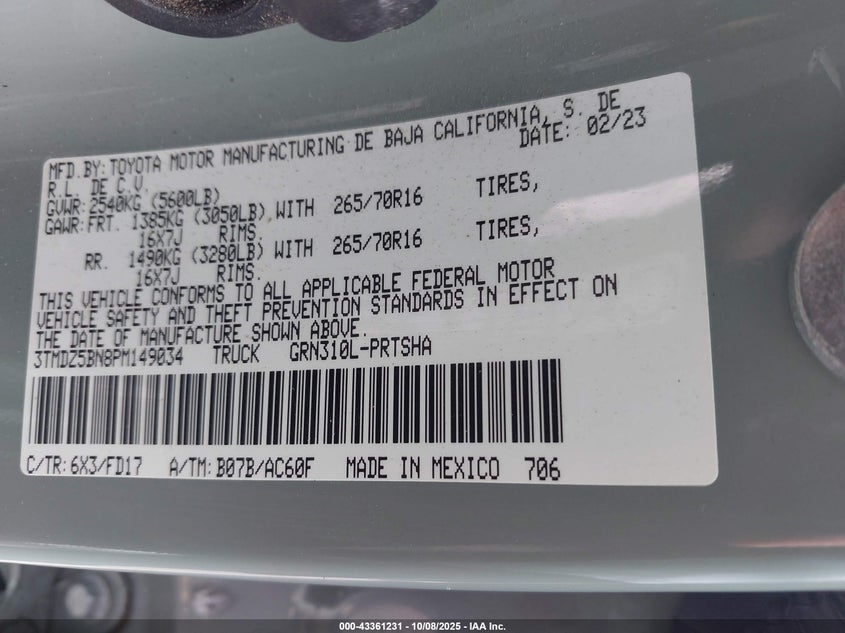 MFD.BY: TOYOTA MOTOR MANUFACTURING DE BAJA CALIFORNIA, S. DE
R.L. DE C.V. DATE: 02/23
GVWR: 2540KG (5600LB)
GAWR: FRT. 1385KG (3050LB) WITH 265/70R16 TIRES,
16X7J RIMS.
RR. 1490KG (3280LB) WITH 265/70R16 TIRES,
16X7J RIMS.
THIS VEHICLE CONFORMS TO ALL APPLICABLE FEDERAL MOTOR
VEHICLE SAFETY AND THEFT PREVENTION STANDARDS IN EFFECT ON
THE DATE OF MANUFACTURE SHOWN ABOVE.
3TMDZ5BN8PM149034 TRUCK GRN310L-PRTSHA
C/TR: 6X3/FD17 A/TM: B07B/AC60F MADE IN MEXICO 706
000-43361231 - 10/08/2025 - IAA Inc.